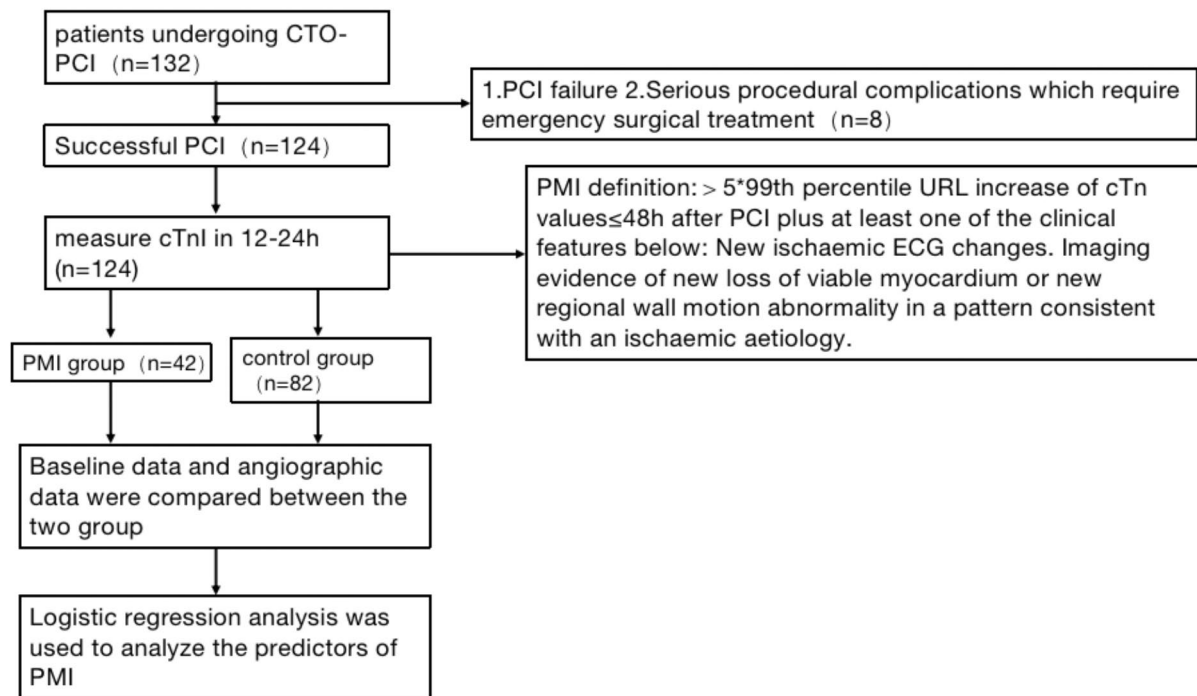 patients undergoing CTO-
PCI（n=132）
1.PCI failure 2.Serious procedural complications which require
emergency surgical treatment（n=8）
Successful PCI（n=124）
PMI definition: > 5*99th percentile URL increase of cTn
values≤48h after PCI plus at least one of the clinical
features below: New ischaemic ECG changes. Imaging
evidence of new loss of viable myocardium or new
regional wall motion abnormality in a pattern consistent
with an ischaemic aetiology.
measure cTnI in 12-24h
(n=124)
PMI group（n=42）
control group
（n=82）
Baseline data and angiographic
data were compared between the
two group
Logistic regression analysis was
used to analyze the predictors of
PMI